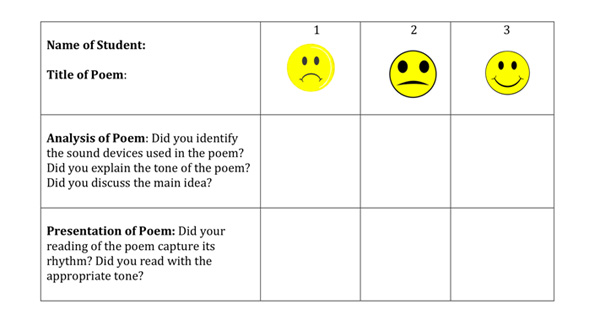 1
2
3
Name of Student:
Title of Poem:
Analysis of Poem: Did you identify
the sound devices used in the poem?
Did you explain the tone of the poem?
Did you discuss the main idea?
Presentation of Poem: Did your
reading of the poem capture its
rhythm? Did you read with the
appropriate tone?